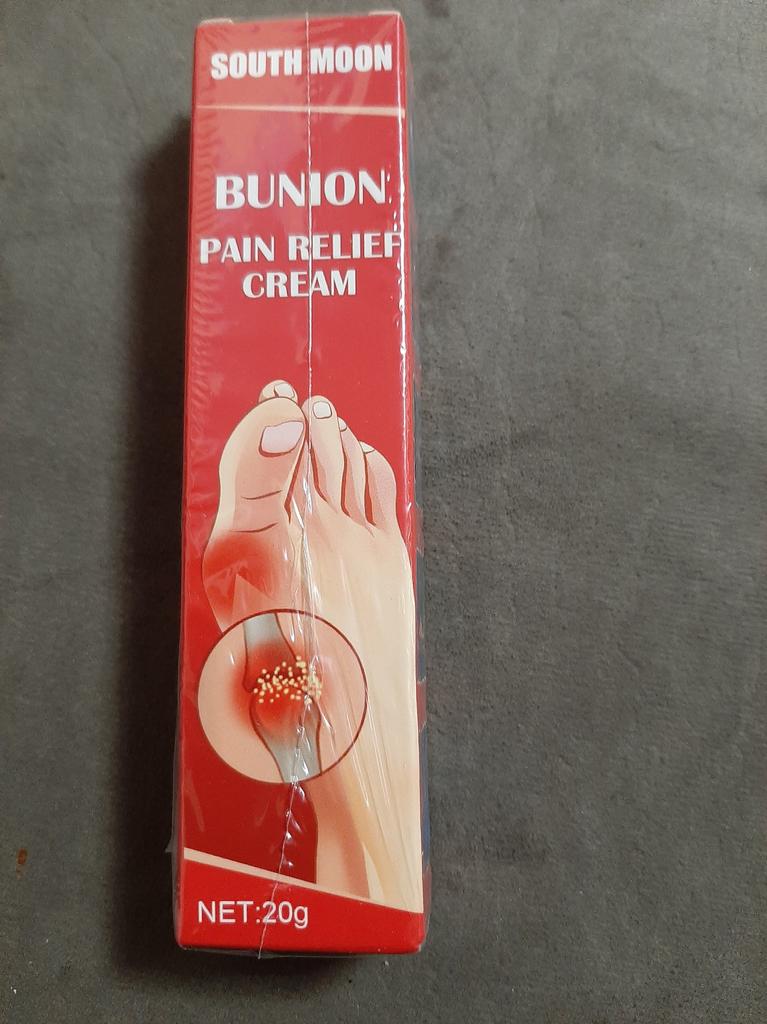 SOUTH MOON
BUNION
PAIN RELIEF
CREAM
NET:20g